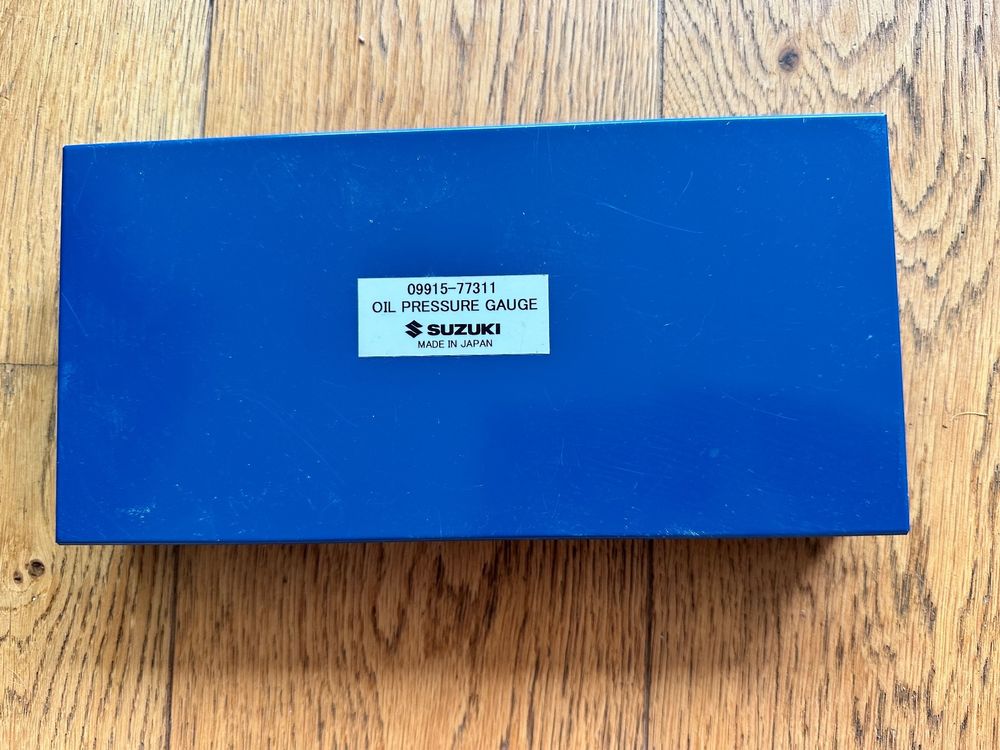 09915-77311
OIL PRESSURE GAUGE
SUZUKI
MADE IN JAPAN